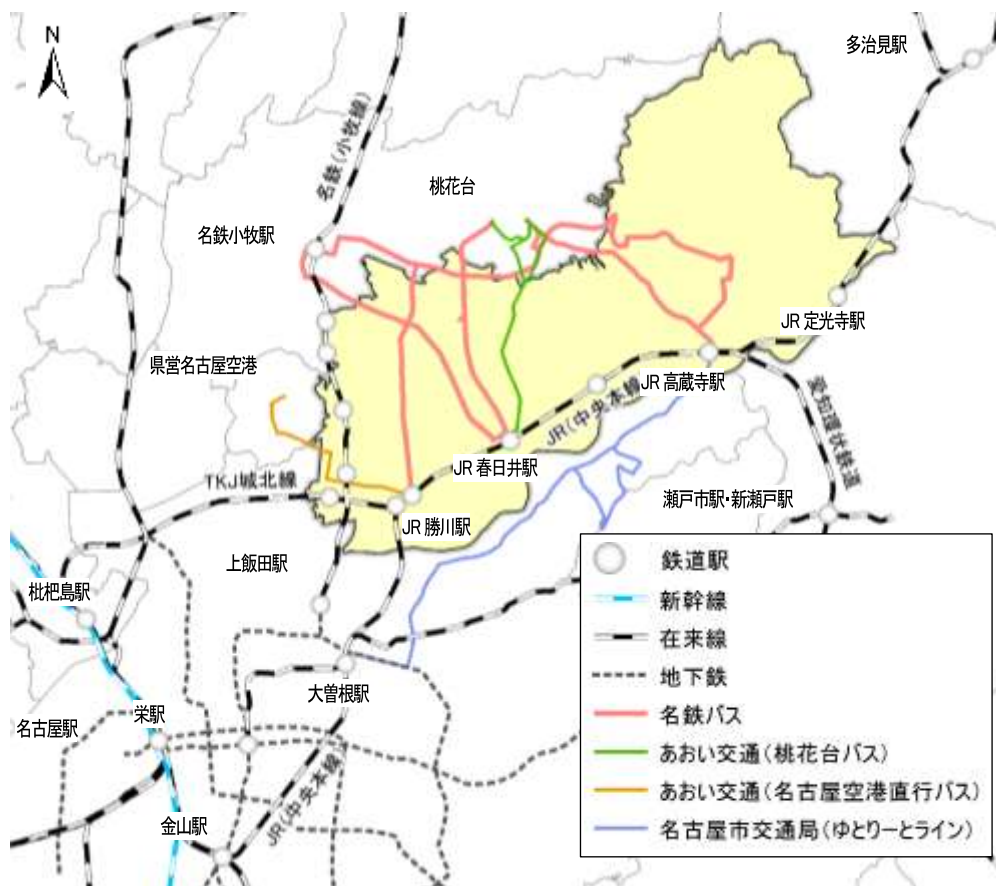 N
多治見駅
名鉄(小牧線)
桃花台
名鉄小牧駅
JR 定光寺駅
県営名古屋空港
JR 高蔵寺駅
JR(中央本線)
愛知環状鉄道
JR 春日井駅
TKJ城北線
瀬戸市駅・新瀬戸駅
JR 勝川駅
上飯田駅
枇杷島駅
大曽根駅
栄駅
名古屋駅
金山駅
JR(中央本線)
鉄道駅
新幹線
在来線
地下鉄
名鉄バス
あおい交通(桃花台バス)
あおい交通(名古屋空港直行バス)
名古屋市交通局(ゆとりーとライン)